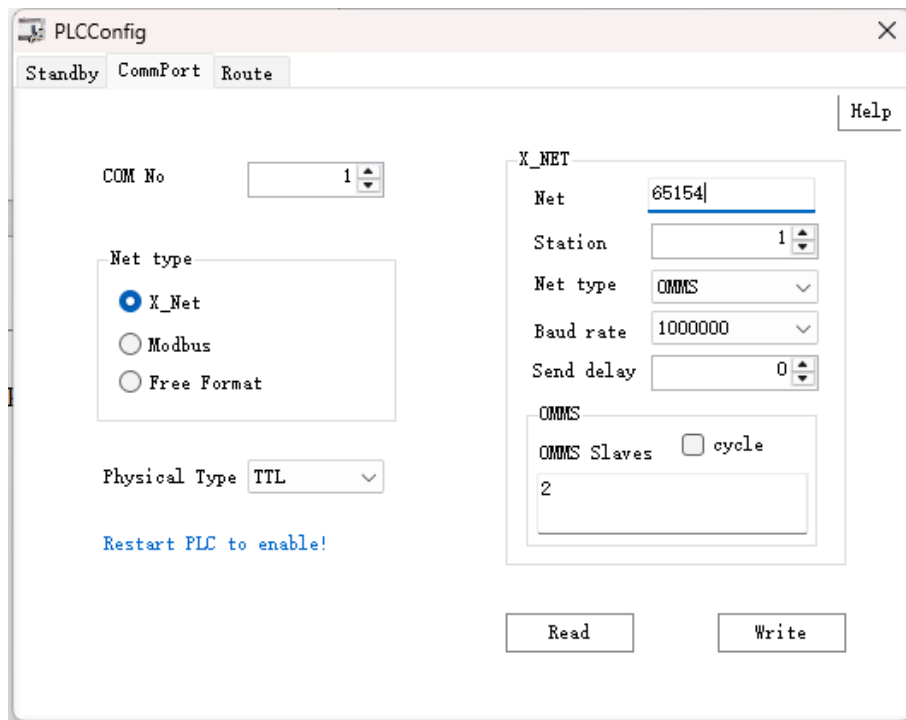 PLCConfig
Standby CommPort Route
Help
COM No 1
Net type
X_Net
Modbus
Free Format
Physical Type TTL
Restart PLC to enable!
X_NET
Net 65154
Station 1
Net type OMMS
Baud rate 1000000
Send delay 0
OMMS
OMMS Slaves cycle
2
Read Write